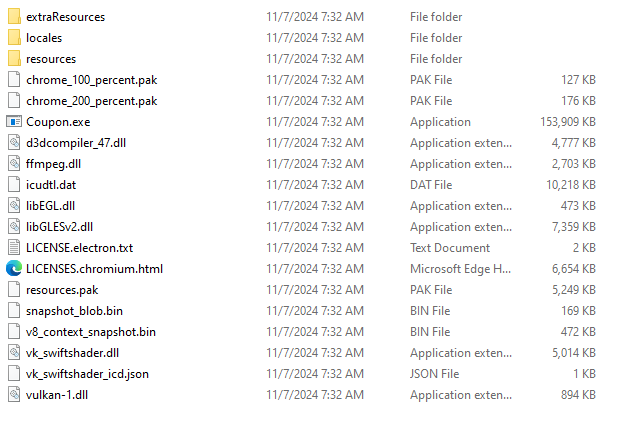 extraResources 11/7/2024 7:32 AM File folder
locales 11/7/2024 7:32 AM File folder
resources 11/7/2024 7:32 AM File folder
chrome_100_percent.pak 11/7/2024 7:32 AM PAK File 127 KB
chrome_200_percent.pak 11/7/2024 7:32 AM PAK File 176 KB
Coupon.exe 11/7/2024 7:32 AM Application 153,909 KB
d3dcompiler_47.dll 11/7/2024 7:32 AM Application exten... 4,777 KB
ffmpeg.dll 11/7/2024 7:32 AM Application exten... 2,703 KB
icudtl.dat 11/7/2024 7:32 AM DAT File 10,218 KB
libEGL.dll 11/7/2024 7:32 AM Application exten... 473 KB
libGLESv2.dll 11/7/2024 7:32 AM Application exten... 7,359 KB
LICENSE.electron.txt 11/7/2024 7:32 AM Text Document 2 KB
LICENSES.chromium.html 11/7/2024 7:32 AM Microsoft Edge H... 6,654 KB
resources.pak 11/7/2024 7:32 AM PAK File 5,249 KB
snapshot_blob.bin 11/7/2024 7:32 AM BIN File 169 KB
v8_context_snapshot.bin 11/7/2024 7:32 AM BIN File 472 KB
vk_swiftshader.dll 11/7/2024 7:32 AM Application exten... 5,014 KB
vk_swiftshader_icd.json 11/7/2024 7:32 AM JSON File 1 KB
vulkan-1.dll 11/7/2024 7:32 AM Application exten... 894 KB